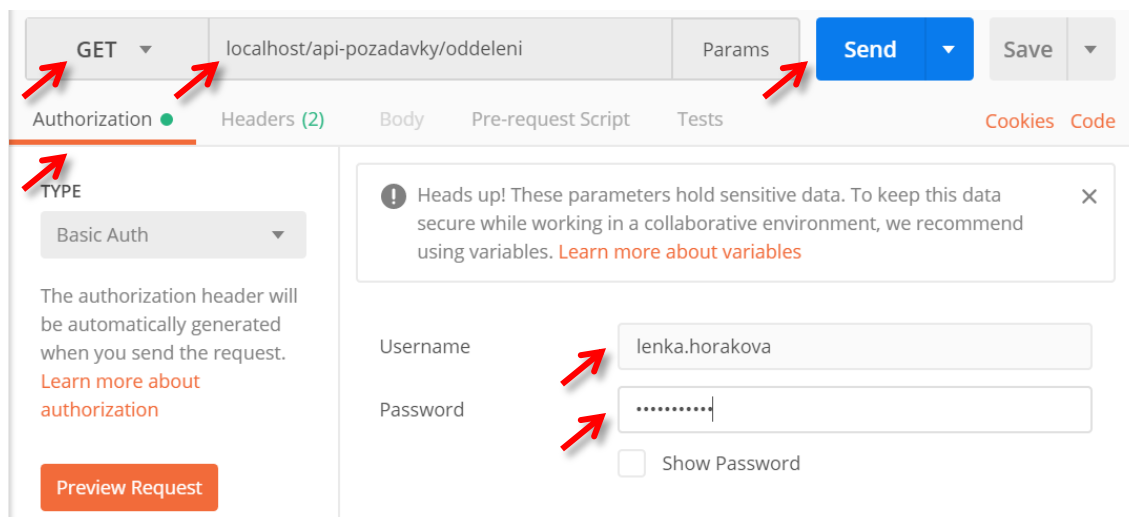 GET localhost/api-pozadavky/oddeleni Params Send Save
Authorization Headers (2) Body Pre-request Script Tests Cookies Code
TYPE
Basic Auth
The authorization header will
be automatically generated
when you send the request.
Learn more about
authorization
Preview Request
Heads up! These parameters hold sensitive data. To keep this data
secure while working in a collaborative environment, we recommend
using variables. Learn more about variables
Username lenka.horakova
Password •••••••••••
Show Password